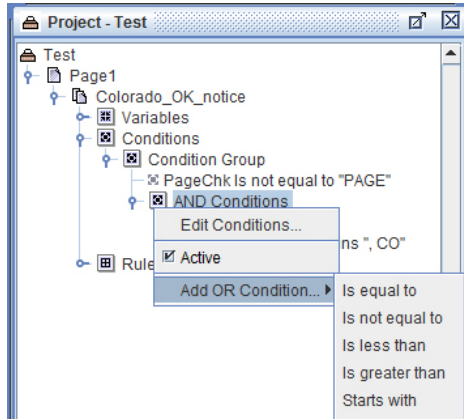 Project - Test
Test
Page1
Colorado_OK_notice
Variables
Conditions
Condition Group
PageChk Is not equal to "PAGE"
AND Conditions
Edit Conditions...
ns ", CO"
Active
Rule
Add OR Condition...
Is equal to
Is not equal to
Is less than
Is greater than
Starts with